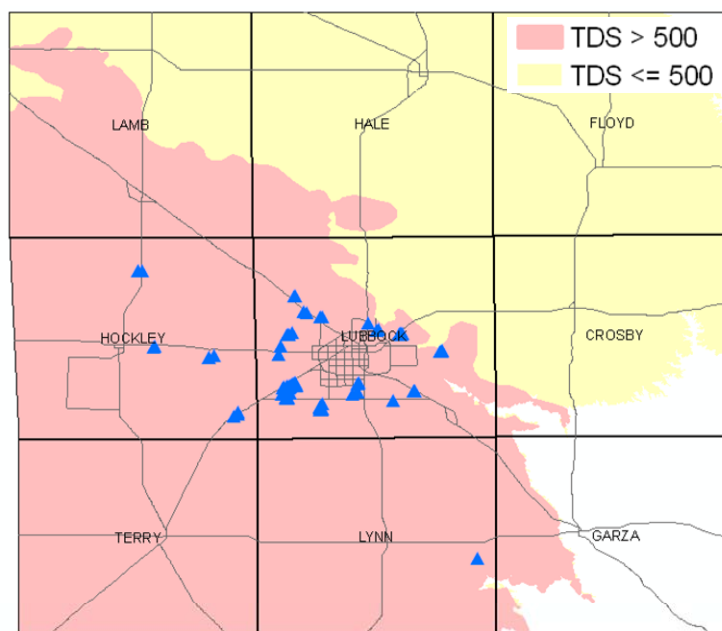 TDS > 500
TDS <= 500
LAMB
HALE
FLOYD
HOCKLEY
LUBBOCK
CROSBY
TERRY
LYNN
GARZA